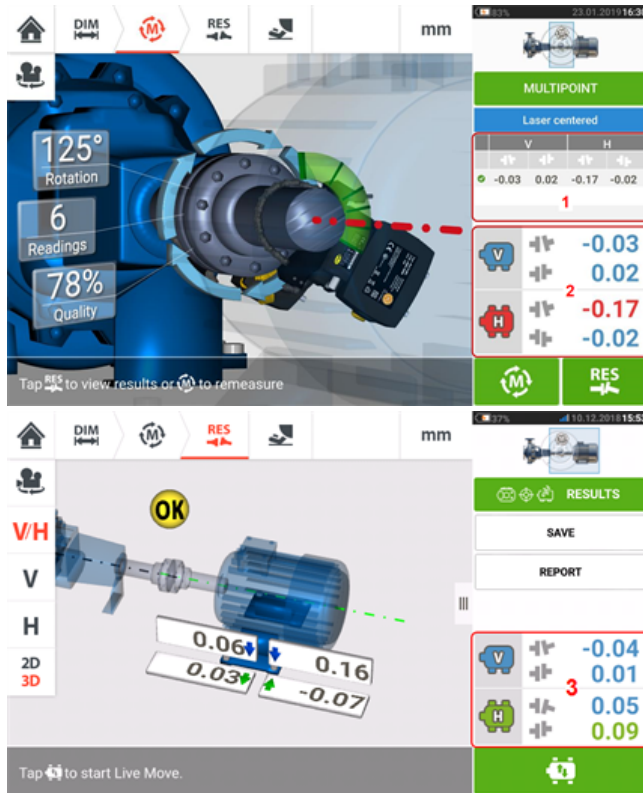 DIM
M
RES
mm
125°
Rotation
6
Readings
78%
Quality
Tap RES to view results or M to remeasure
83%
23.01.2019 16:30
MULTIPOINT
Laser centered
V H
-0.03 0.02 -0.17 -0.02
1
V -0.03
0.02
2
H -0.17
-0.02
M
RES
DIM
M
RES
mm
V/H
V
H
2D
3D
OK
0.06
0.16
0.03
-0.07
Tap to start Live Move.
37%
10.12.2018 15:53
RESULTS
SAVE
REPORT
V -0.04
0.01
3
H 0.05
0.09